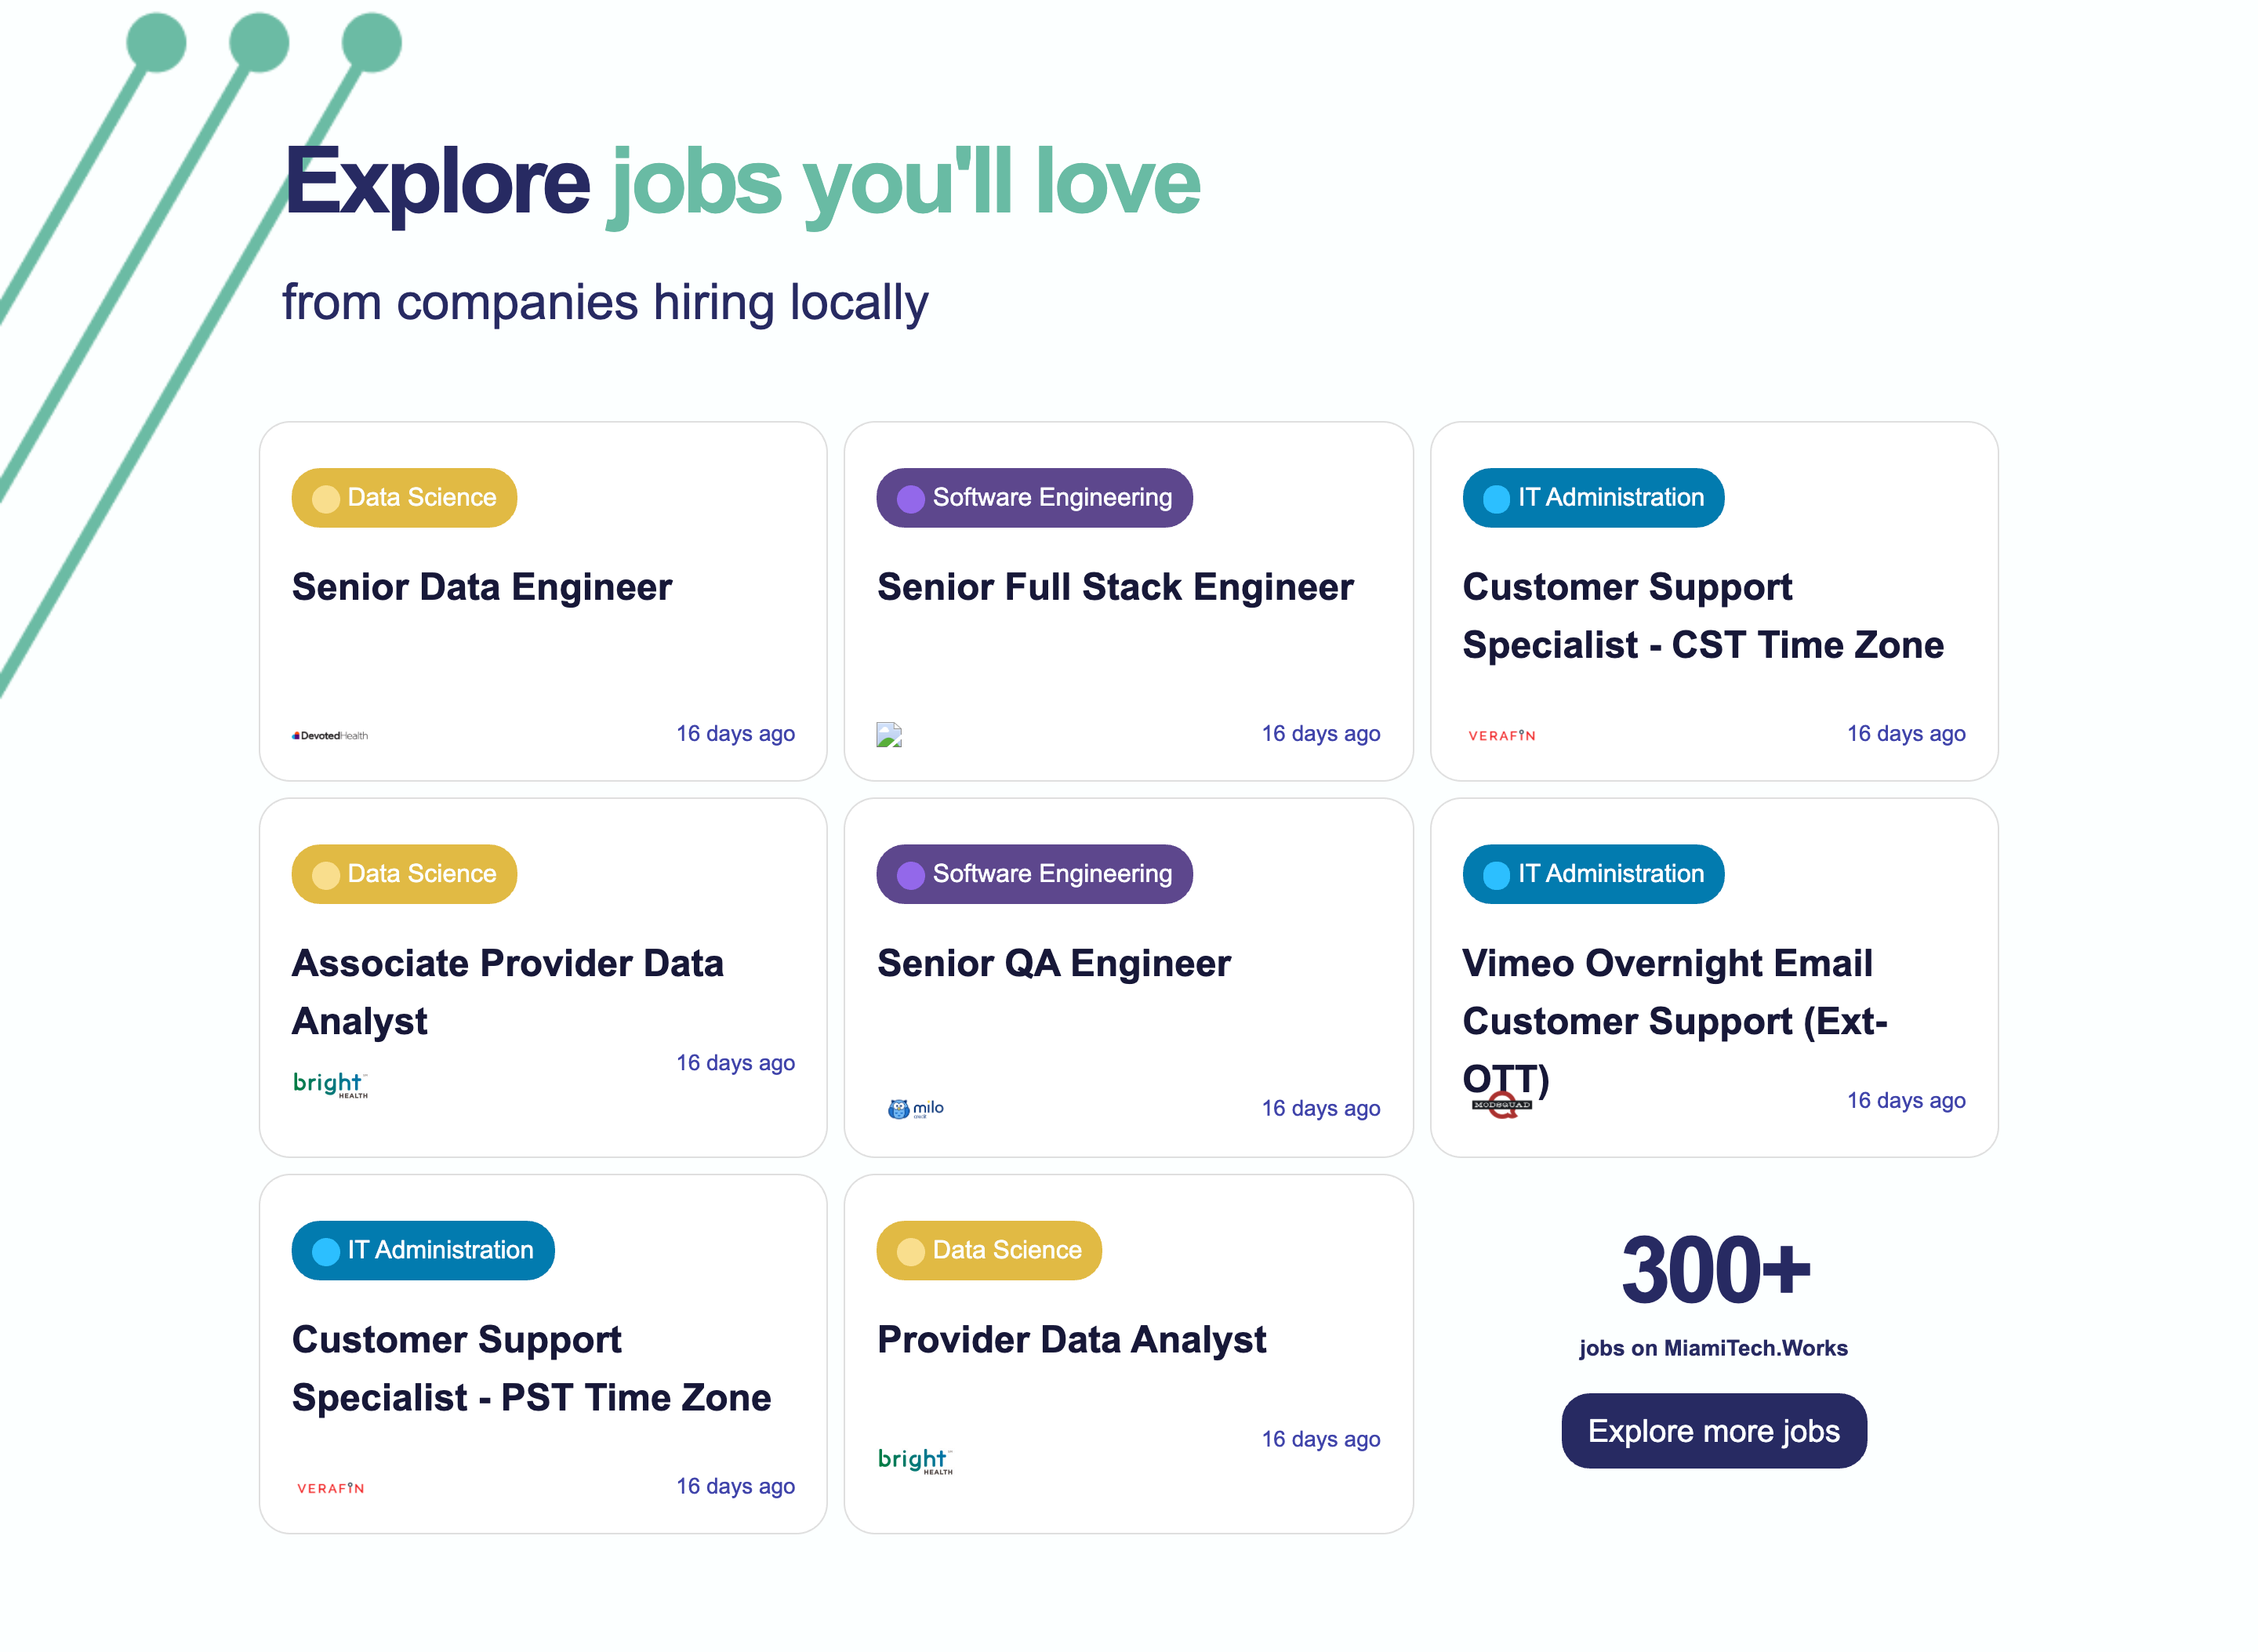 Explore jobs you'll love
from companies hiring locally
Data Science
Senior Data Engineer
DevotedHealth
16 days ago
Software Engineering
Senior Full Stack Engineer
16 days ago
IT Administration
Customer Support
Specialist - CST Time Zone
VERAFIN
16 days ago
Data Science
Associate Provider Data
Analyst
bright
HEALTH
16 days ago
Software Engineering
Senior QA Engineer
milo
16 days ago
IT Administration
Vimeo Overnight Email
Customer Support (Ext-
OTT)
MODSQUAD
16 days ago
IT Administration
Customer Support
Specialist - PST Time Zone
VERAFIN
16 days ago
Data Science
Provider Data Analyst
bright
HEALTH
16 days ago
300+
jobs on MiamiTech.Works
Explore more jobs